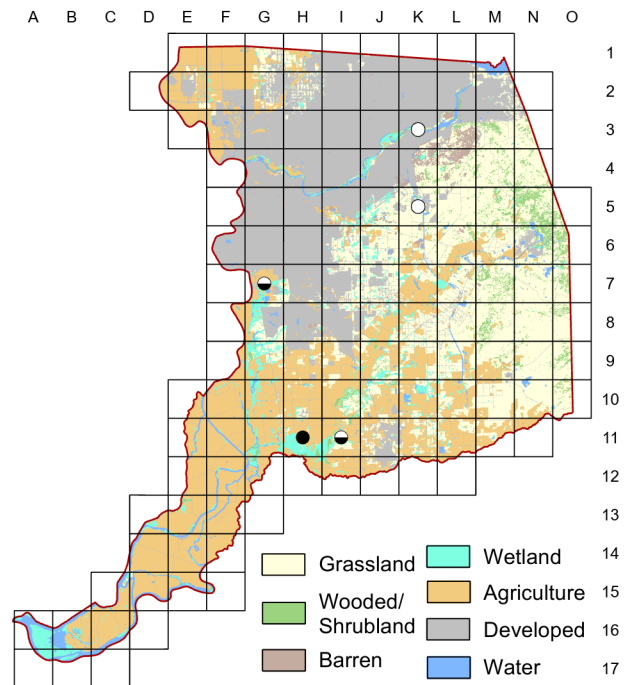 A B C D E F G H I J K L M N O
1
2
3
4
5
6
7
8
9
10
11
12
13
14
15
16
17
Grassland
Wooded/
Shrubland
Barren
Wetland
Agriculture
Developed
Water